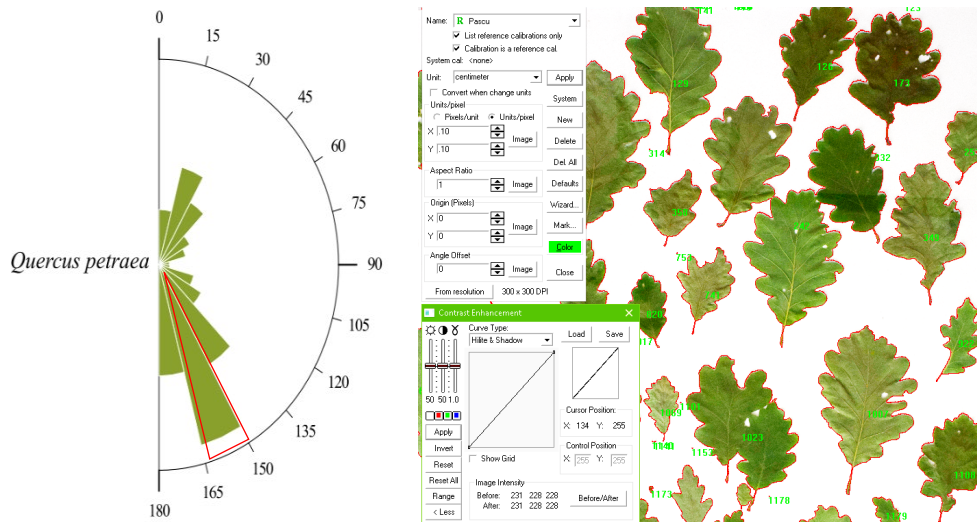 0
15
30
45
60
75
90
105
120
135
150
165
180
Quercus petraea
Name: R Pascu
List reference calibrations only
Calibration is a reference cal.
System cal: <none>
Unit: centimeter
Apply
Convert when change units
System
Units/pixel
Pixels/unit Units/pixel
New
X .10
Image
Y .10
Delete
Del. All
Aspect Ratio
1 Image
Defaults
Origin (Pixels)
Wizard...
X 0
Image
Y 0
Mark...
Color
Angle Offset
0 Image
Close
From resolution 300 x 300 DPI
Contrast Enhancement
Curve Type:
Hilite & Shadow
Load Save
50 50 1.0
Apply
Invert
Reset
Reset All
Range
< Less
Show Grid
Cursor Position:
X: 134 Y: 255
Control Position
X: 255 Y: 255
Image Intensity
Before: 231 228 228
After: 231 228 228
Before/After
141
129
126
173
314
332
753
820
1023
1157
1173
1178